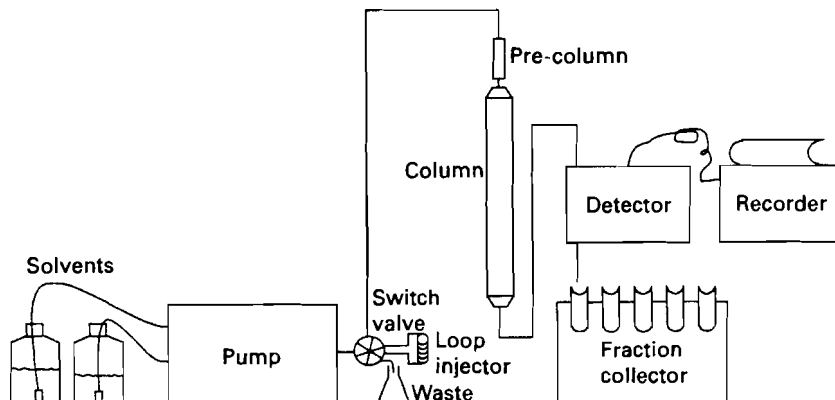 Pre-column
Column
Detector
Recorder
Solvents
Switch
valve
Pump
Loop
injector
Waste
Fraction
collector